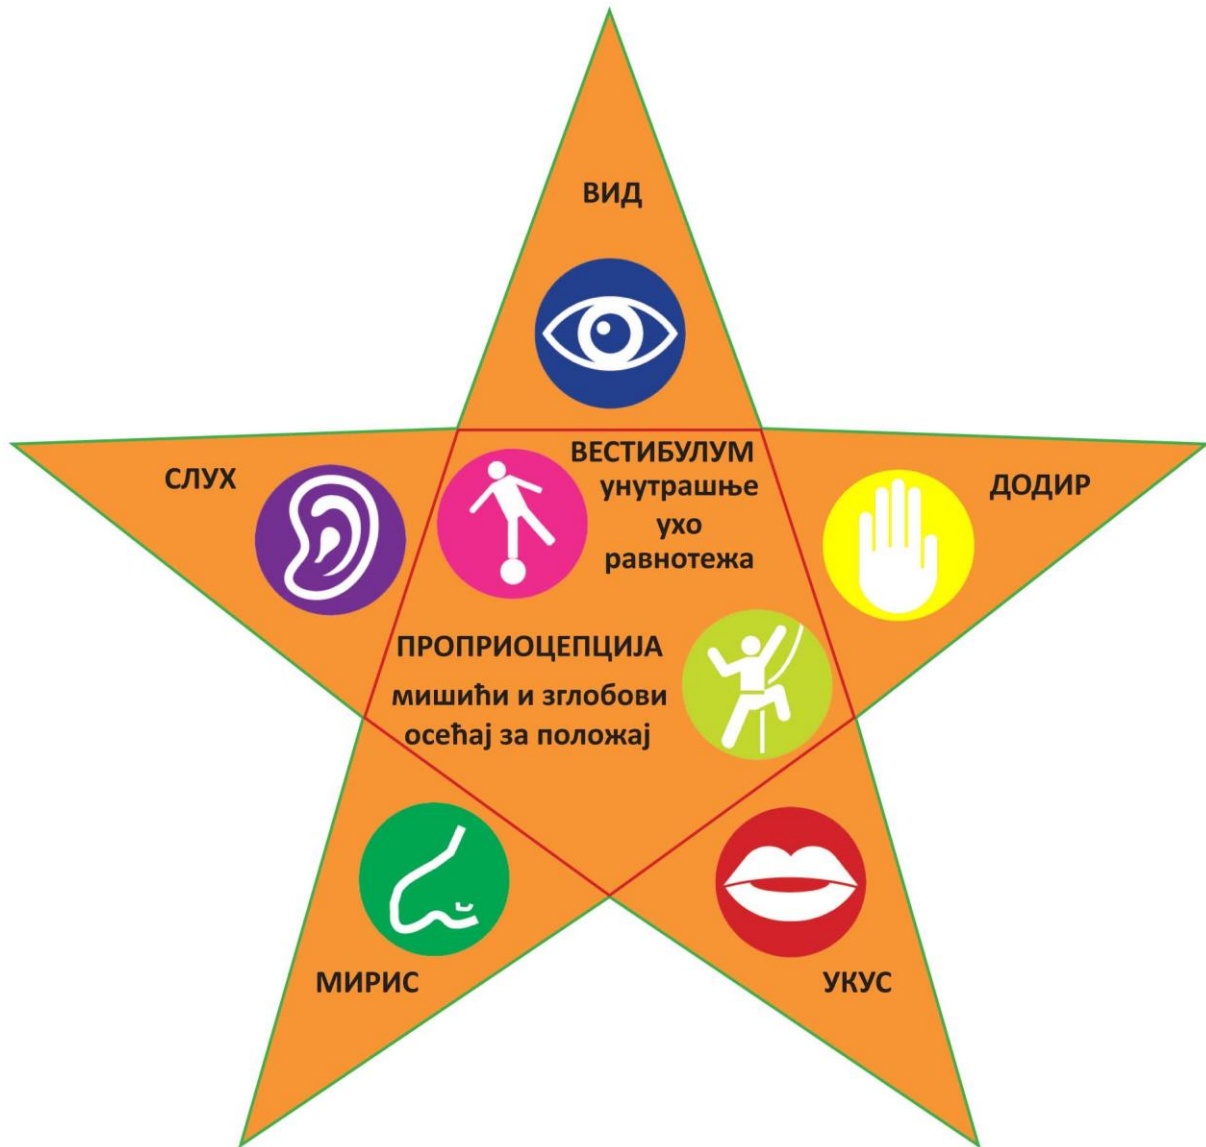 ВИД
ВЕСТИБУЛУМ
унутрашње
ухо
равнотежа
СЛУХ
ДОДИР
ПРОПРИОЦЕПЦИЈА
мишићи и зглобови
осећај за положај
МИРИС
УКУС